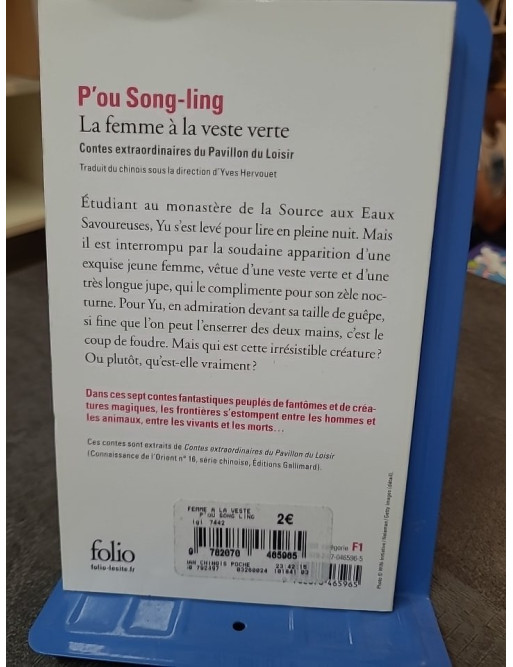 P'ou Song-ling
La femme à la veste verte
Contes extraordinaires du Pavillon du Loisir
Traduit du chinois sous la direction d'Yves Hervouet
Étudiant au monastère de la Source aux Eaux
Savoureuses, Yu s'est levé pour lire en pleine nuit. Mais
il est interrompu par la soudaine apparition d'une
exquise jeune femme, vêtue d'une veste verte et d'une
très longue jupe, qui le complimente pour son zèle noc-
turne. Pour Yu, en admiration devant sa taille de guêpe,
si fine que l'on peut l'enserrer des deux mains, c'est le
coup de foudre. Mais qui est cette irrésistible créature?
Ou plutôt, qu'est-elle vraiment?
Dans ces sept contes fantastiques peuplés de fantômes et de créa-
tures magiques, les frontières s'estompent entre les hommes et
les animaux, entre les vivants et les morts...
Ces contes sont extraits de Contes extraordinaires du Pavillon du Loisir
(Connaissance de l'Orient n° 16, série chinoise, Éditions Gallimard).
FEMME A LA VESTE
P'OU SONG LING
2€
9 782070 465965
folio
folio-lesite.fr
F1